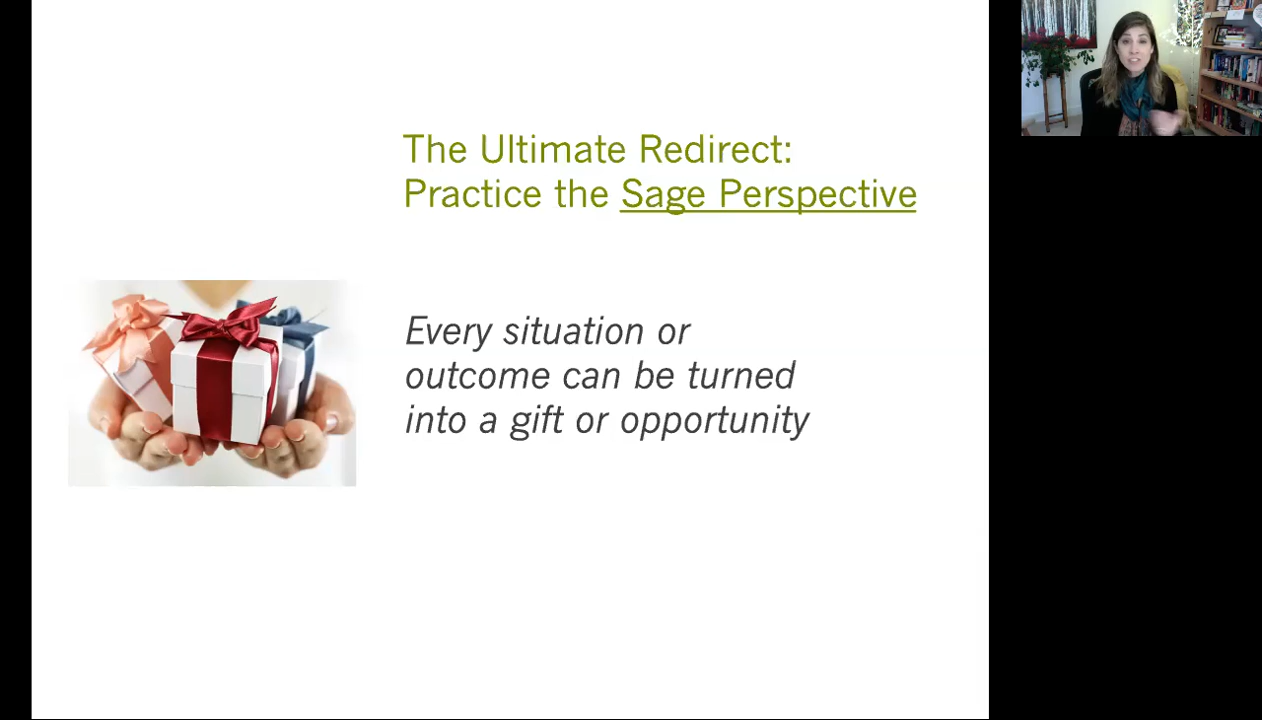 The Ultimate Redirect:
Practice the Sage Perspective
Every situation or
outcome can be turned
into a gift or opportunity